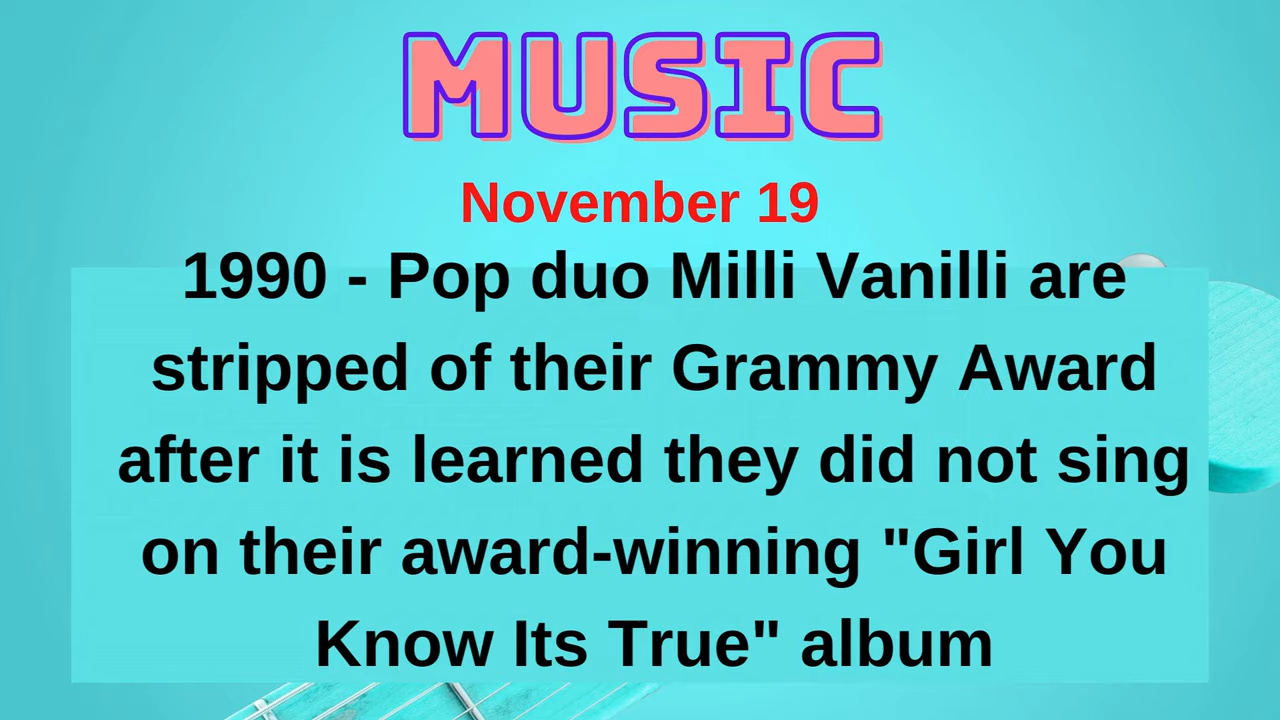 MUSIC
November 19
1990 - Pop duo Milli Vanilli are
stripped of their Grammy Award
after it is learned they did not sing
on their award-winning "Girl You
Know Its True" album